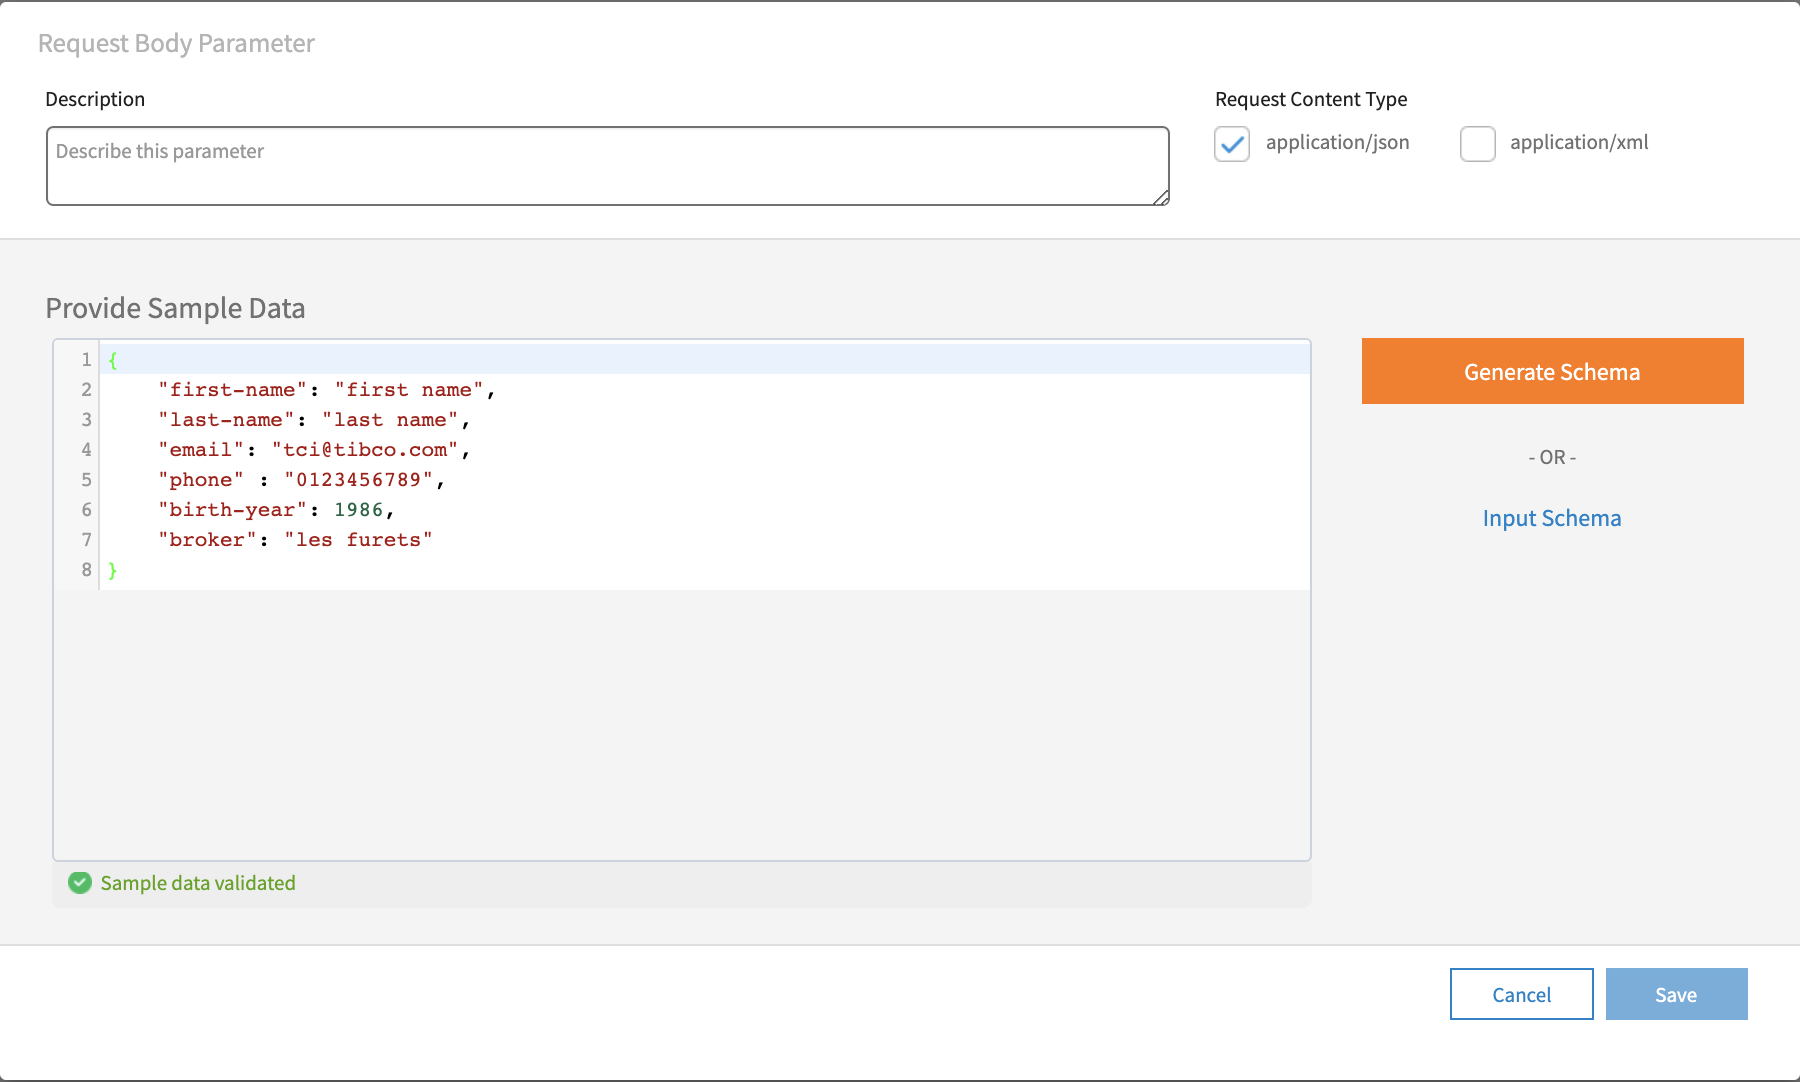 Request Body Parameter
Description
Request Content Type
Describe this parameter
application/json
application/xml
Provide Sample Data
1 {
2 "first-name": "first name",
3 "last-name": "last name",
4 "email": "tci@tibco.com",
5 "phone" : "0123456789",
6 "birth-year": 1986,
7 "broker": "les furets"
8 }
Generate Schema
- OR -
Input Schema
Sample data validated
Cancel
Save